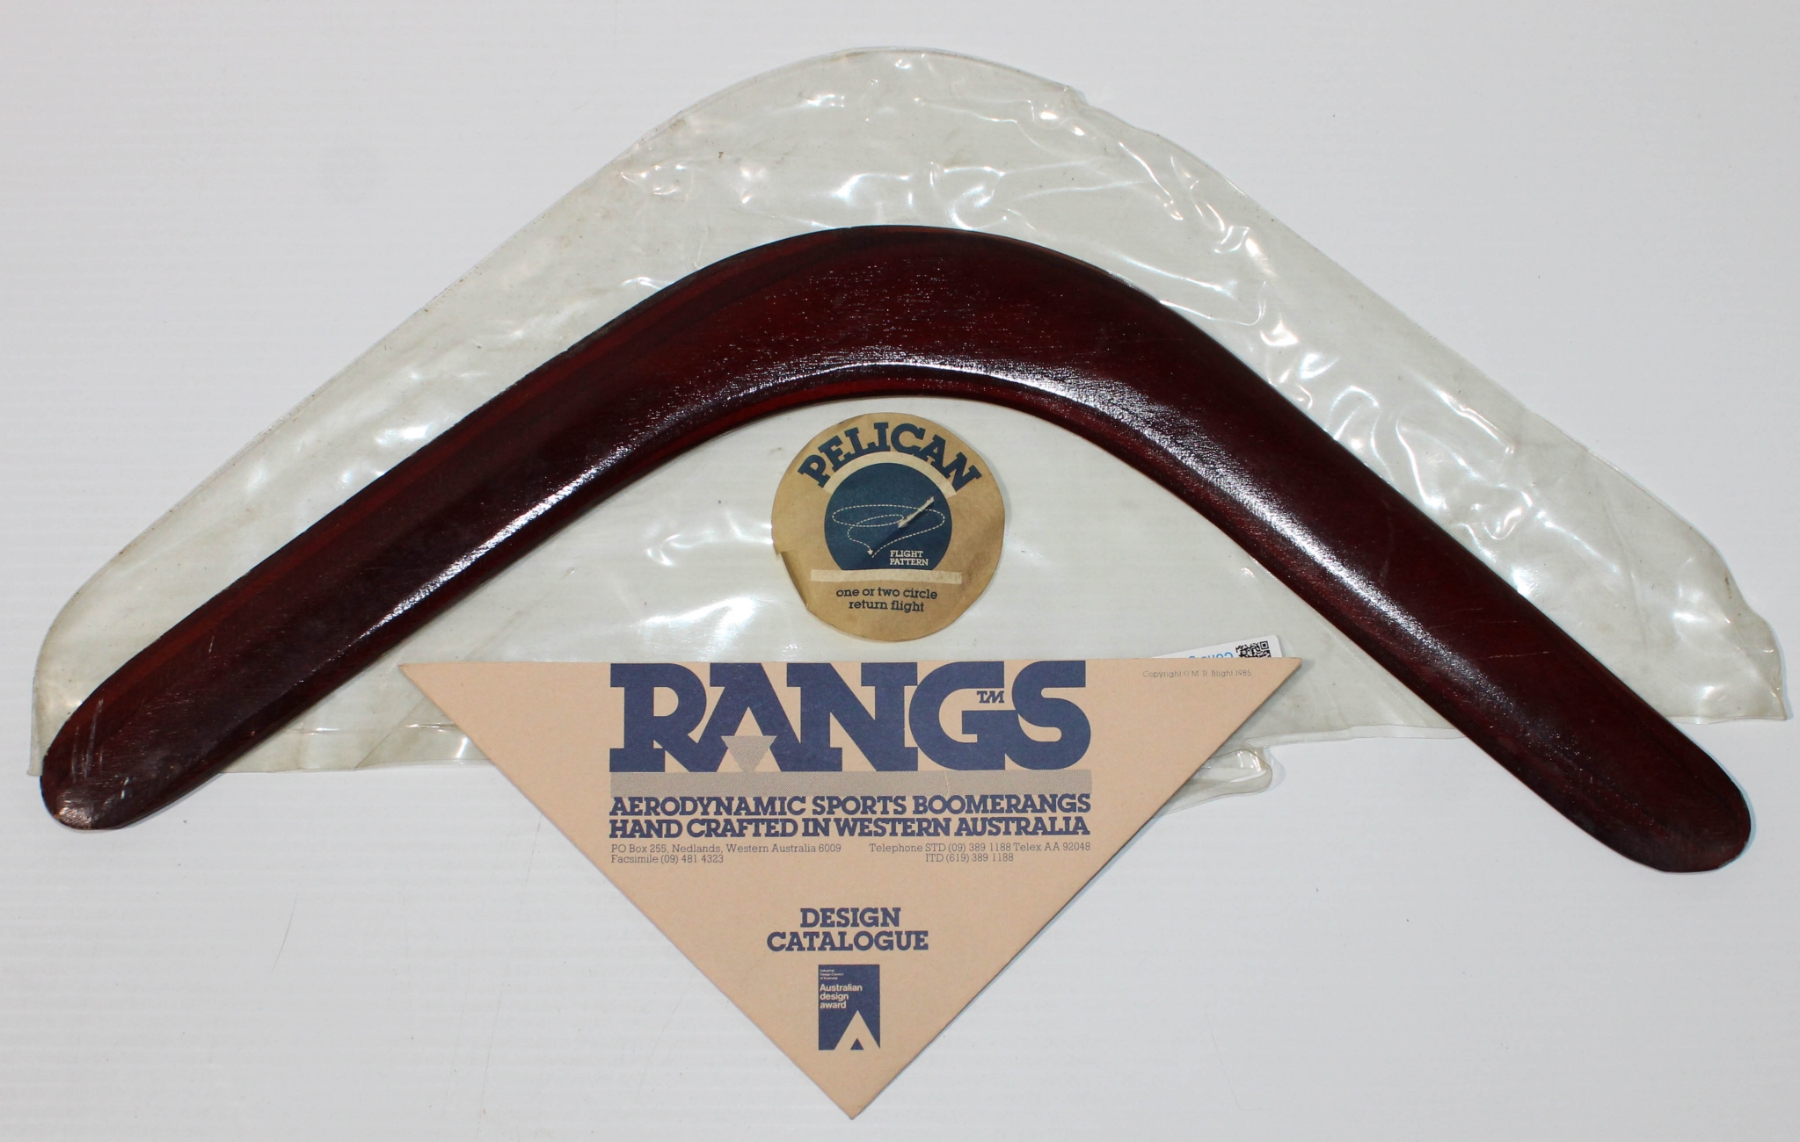 PELICAN
FLIGHT
PATTERN
one or two circle
return flight
RANGS™
Copyright © M. B. Bright 1985
AERODYNAMIC SPORTS BOOMERANGS
HAND CRAFTED IN WESTERN AUSTRALIA
PO Box 255, Nedlands, Western Australia 6009 Telephone STD (09) 389 1188 Telex AA 92048
Facsimile (09) 481 4323 ITD (619) 389 1188
DESIGN
CATALOGUE
Australian
design
award